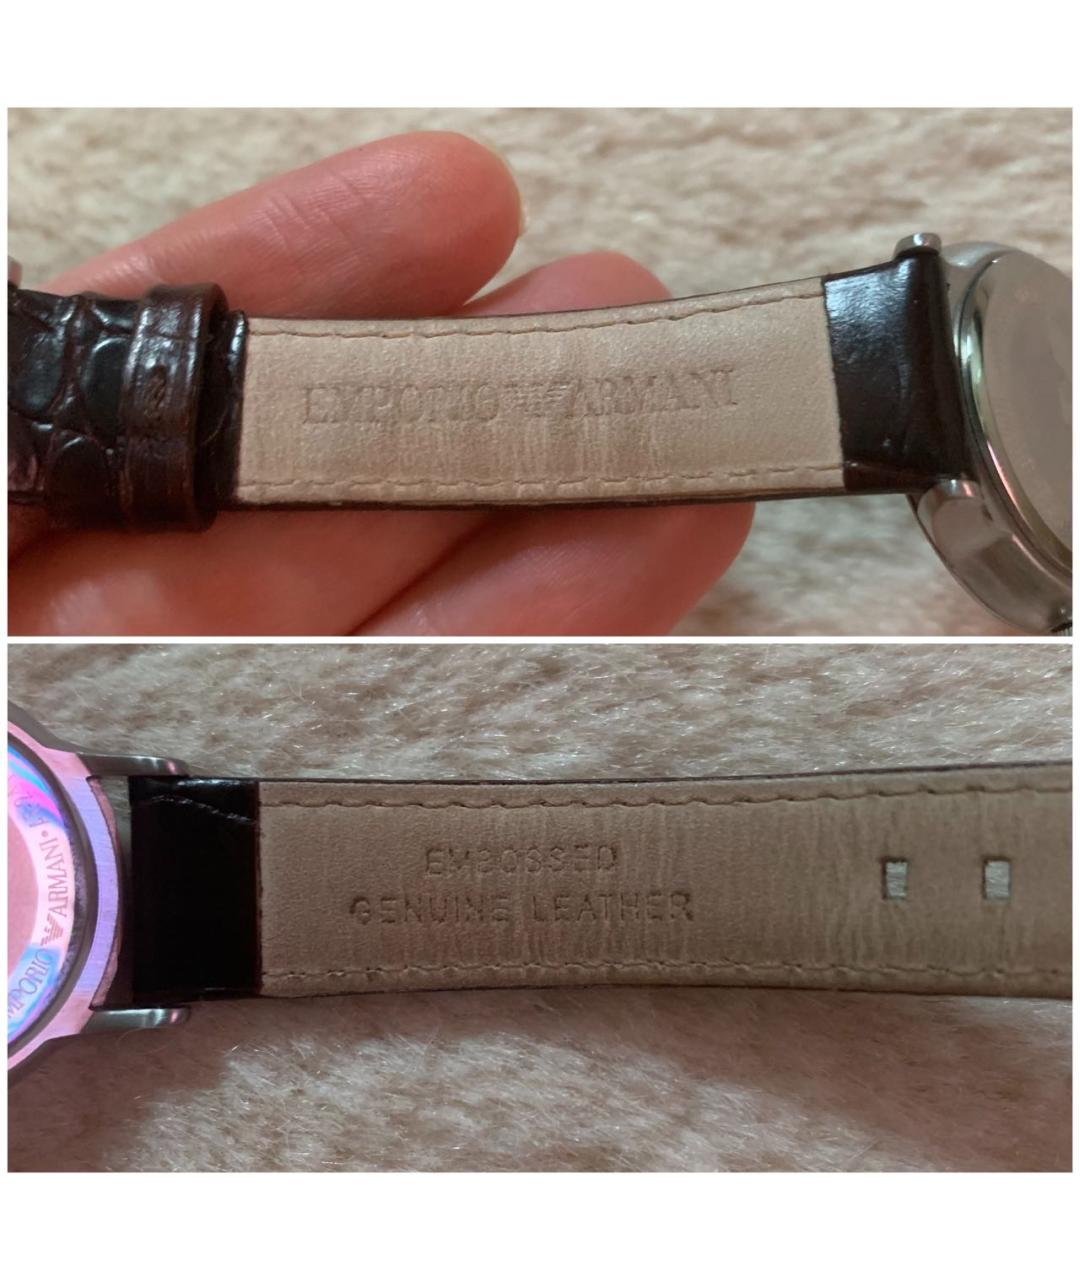 EMPORIO ARMANI
EMBOSSED
GENUINE LEATHER
EMPORIO ARMANI